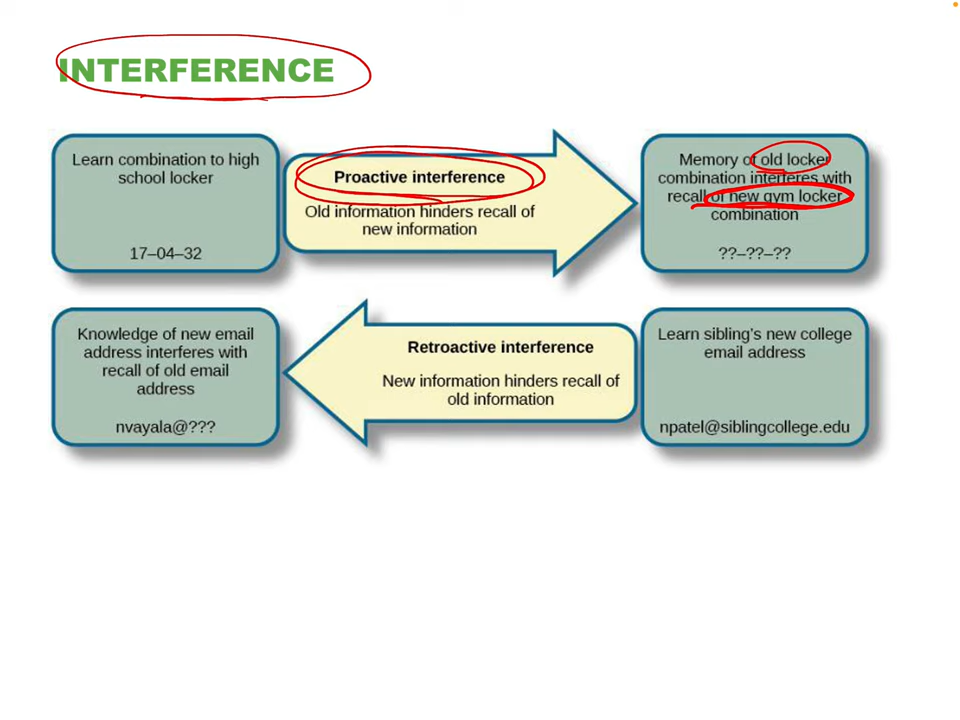 INTERFERENCE
Learn combination to high
school locker
17–04–32
Proactive interference
Old information hinders recall of
new information
Memory of old locker
combination interferes with
recall of new gym locker
combination
??–??–??
Knowledge of new email
address interferes with
recall of old email
address
nvayala@???
Retroactive interference
New information hinders recall of
old information
Learn sibling's new college
email address
npatel@siblingcollege.edu